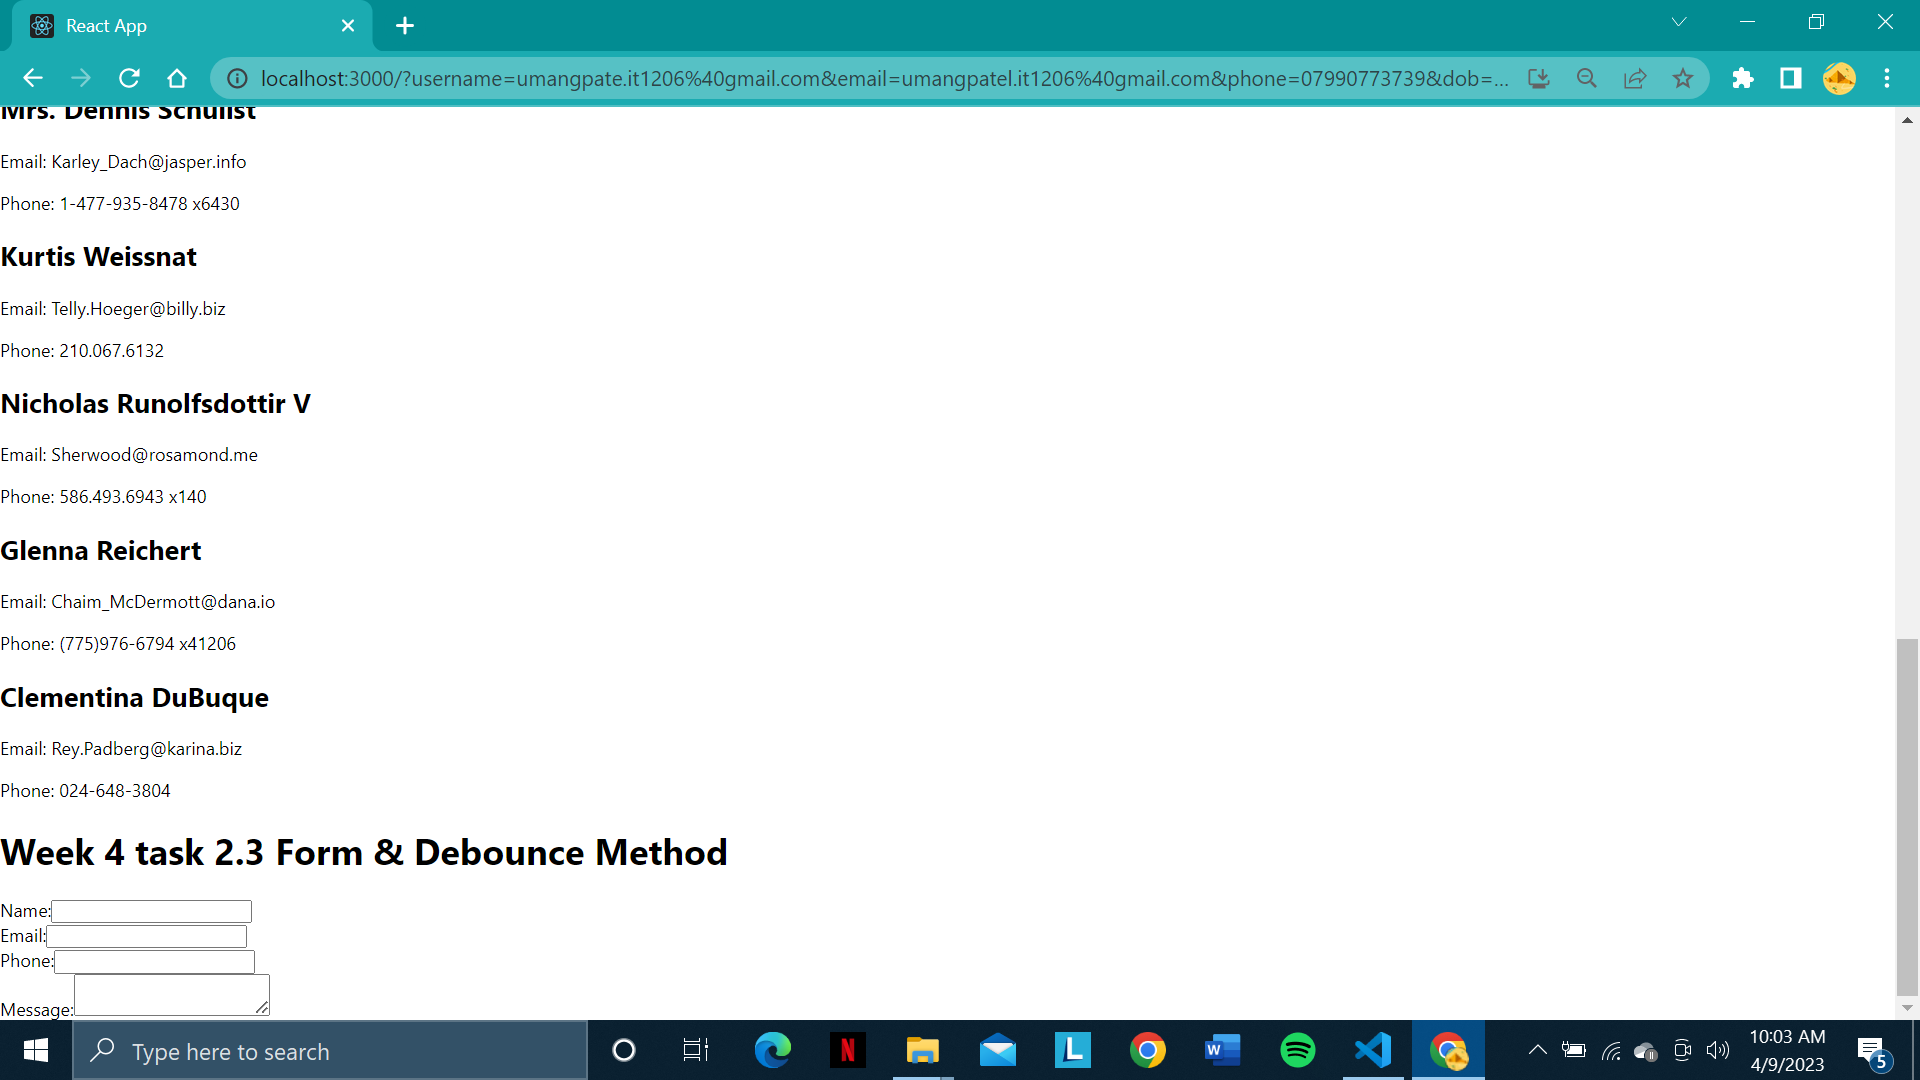 React App
localhost:3000/?username=umangpate.it1206%40gmail.com&email=umangpatel.it1206%40gmail.com&phone=07990773739&dob=...
Mrs. Dennis Schulist
Email: Karley_Dach@jasper.info
Phone: 1-477-935-8478 x6430
Kurtis Weissnat
Email: Telly.Hoeger@billy.biz
Phone: 210.067.6132
Nicholas Runolfsdottir V
Email: Sherwood@rosamond.me
Phone: 586.493.6943 x140
Glenna Reichert
Email: Chaim_McDermott@dana.io
Phone: (775)976-6794 x41206
Clementina DuBuque
Email: Rey.Padberg@karina.biz
Phone: 024-648-3804
Week 4 task 2.3 Form & Debounce Method
Name:
Email:
Phone:
Message:
Type here to search
N
L
W
10:03 AM
4/9/2023
5